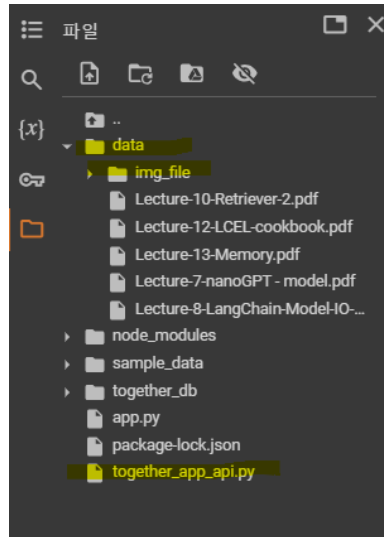 파일
{x}
..
data
img_file
Lecture-10-Retriever-2.pdf
Lecture-12-LCEL-cookbook.pdf
Lecture-13-Memory.pdf
Lecture-7-nanoGPT - model.pdf
Lecture-8-LangChain-Model-IO-...
node_modules
sample_data
together_db
app.py
package-lock.json
together_app_api.py